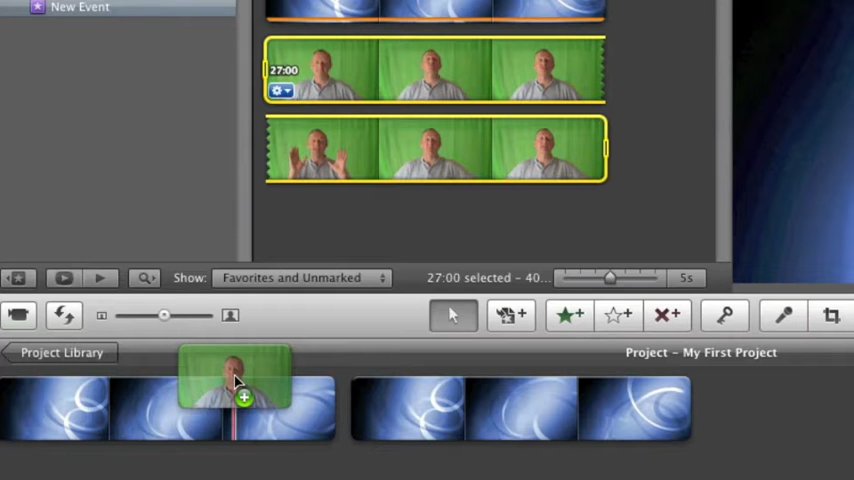 New Event
27:00
Show: Favorites and Unmarked 27:00 selected – 40... 5s
Project Library Project – My First Project